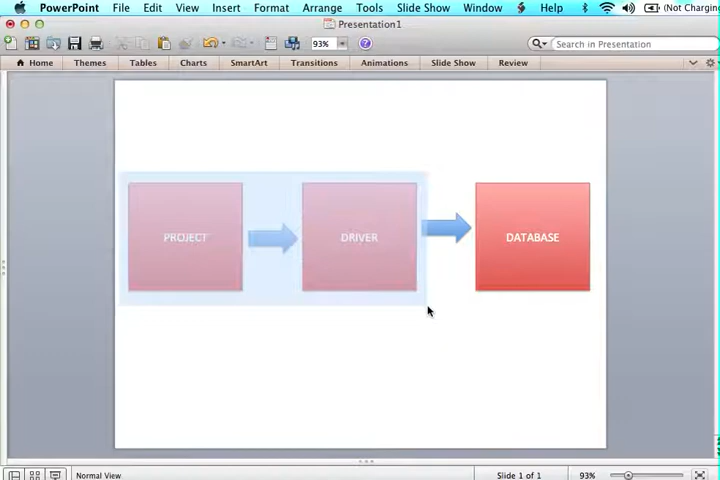 PowerPoint File Edit View Insert Format Arrange Tools Slide Show Window Help (Not Charging
Presentation1
93% Search in Presentation
Home Themes Tables Charts SmartArt Transitions Animations Slide Show Review
PROJECT DRIVER DATABASE
Normal View Slide 1 of 1 93%